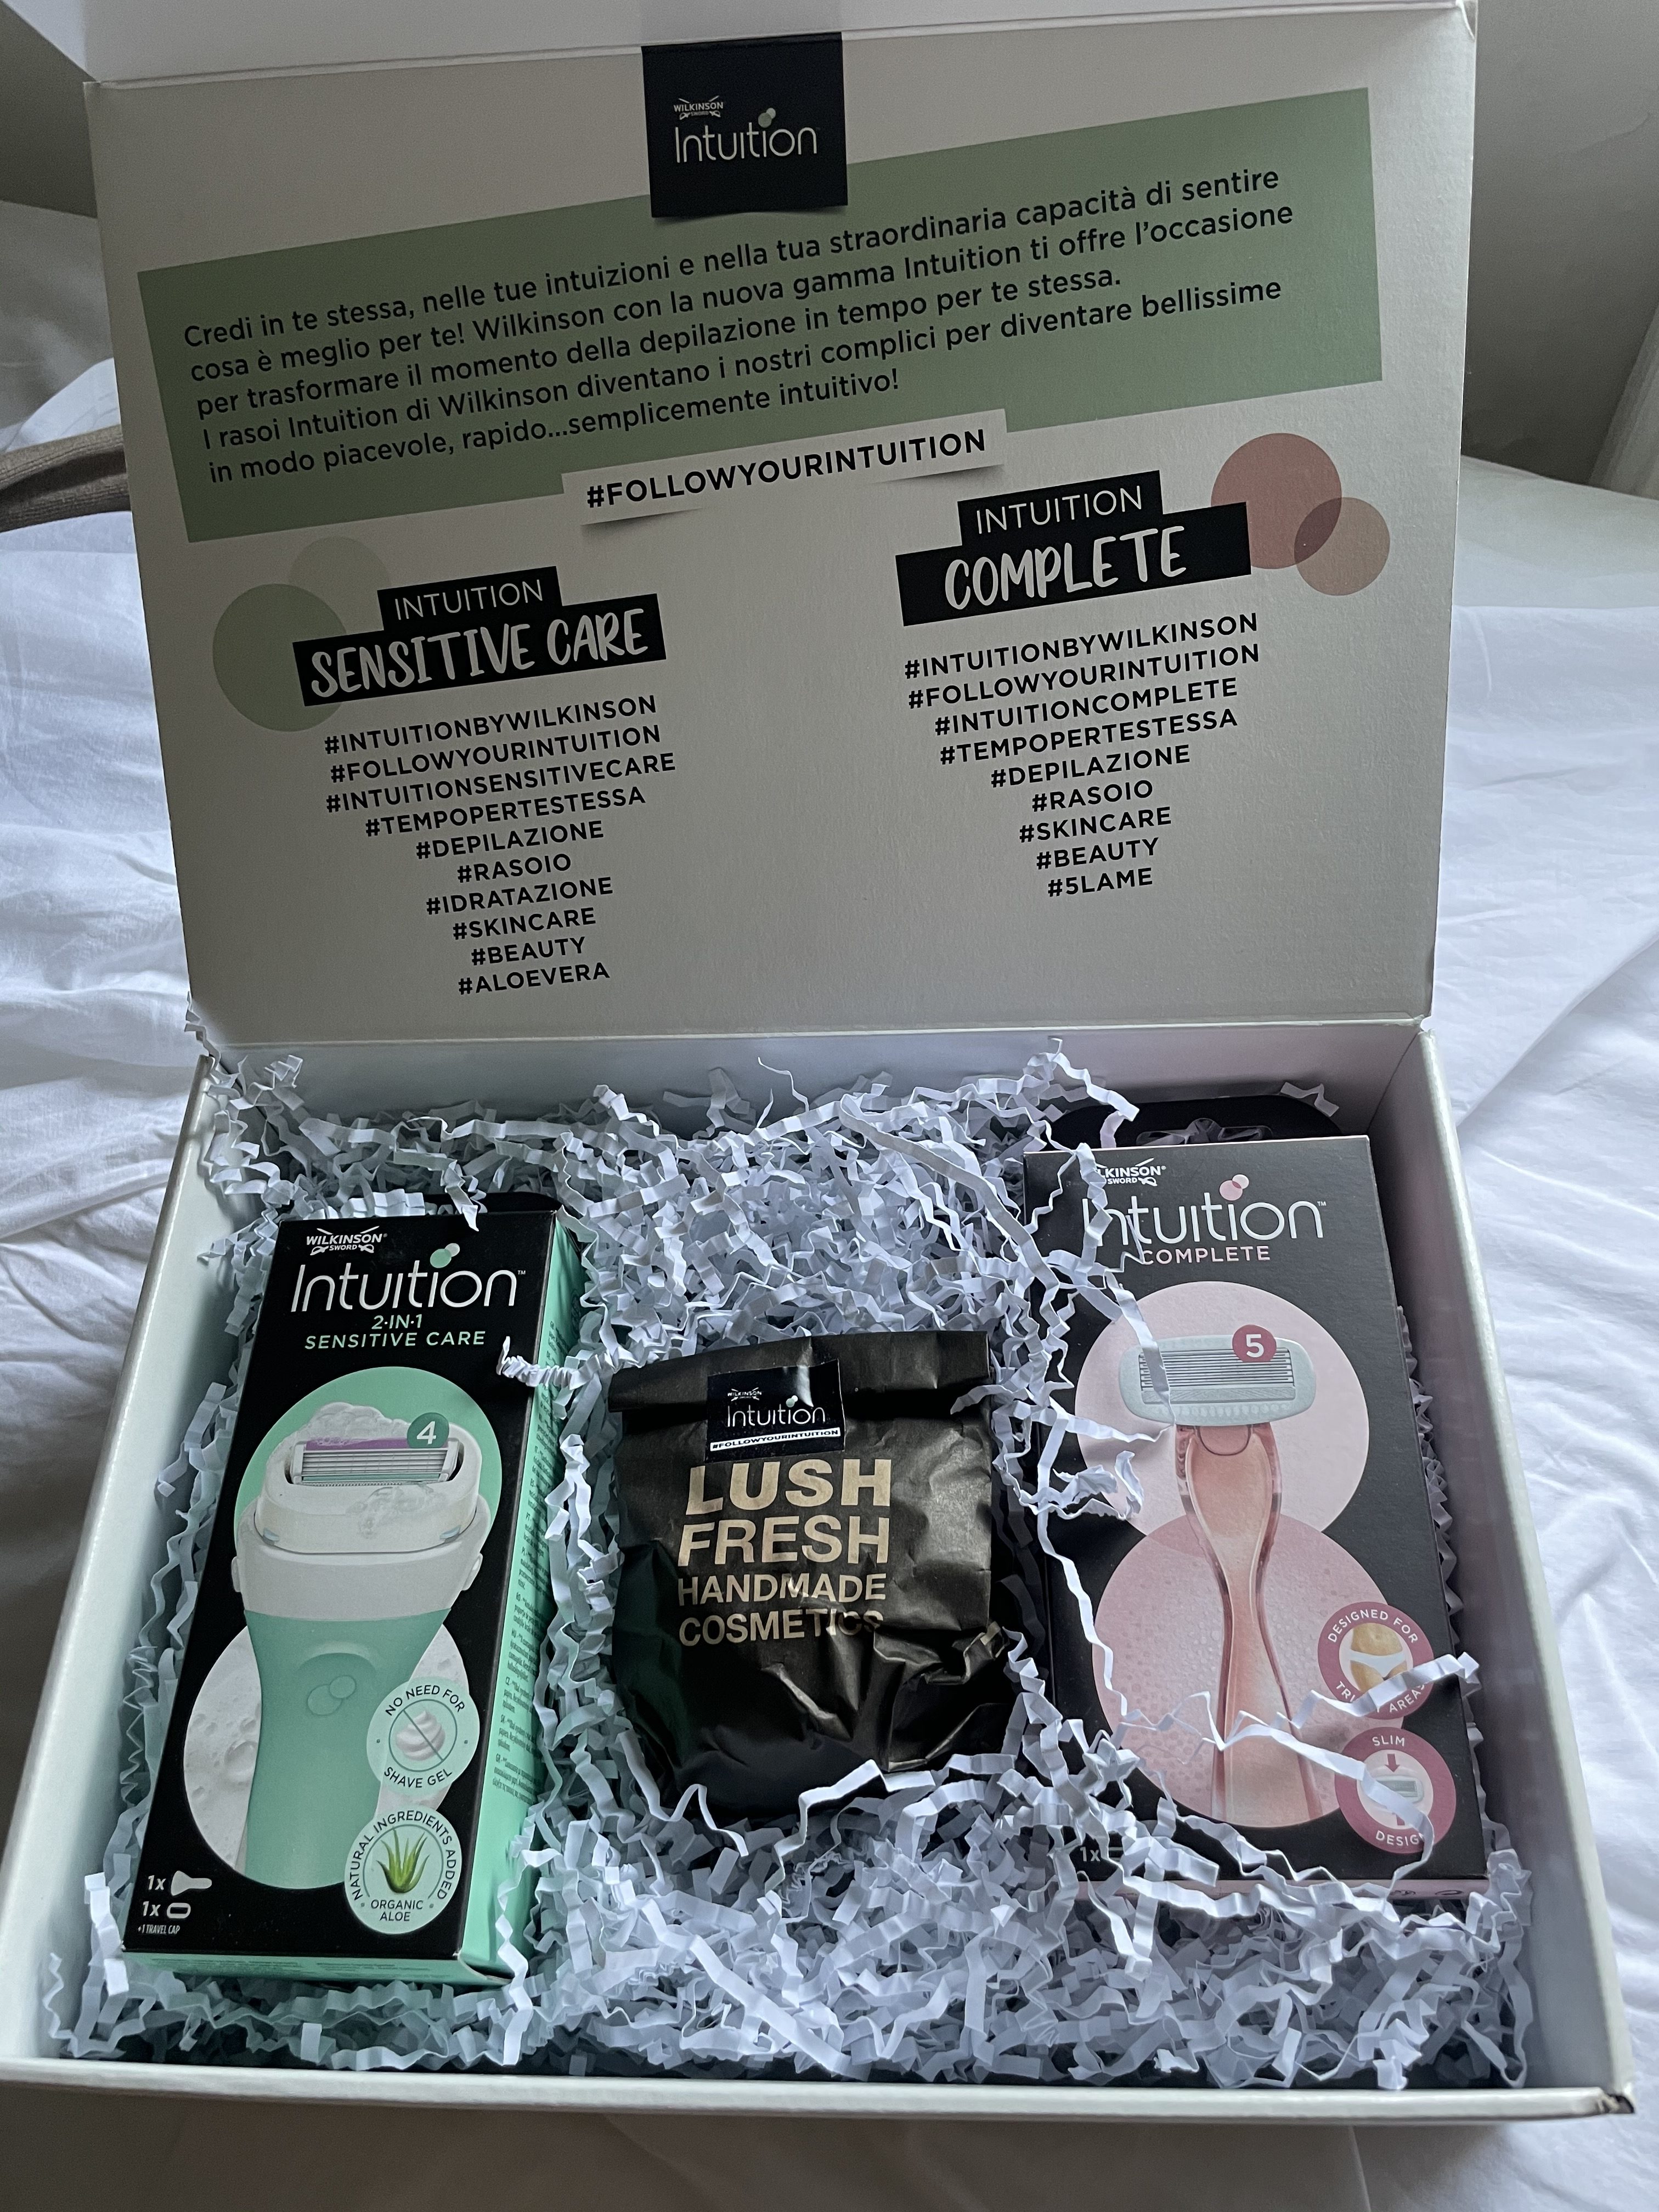 WILKINSON
SWORD
Intuition
Credi in te stessa, nelle tue intuizioni e nella tua straordinaria capacità di sentire
cosa è meglio per te! Wilkinson con la nuova gamma Intuition ti offre l'occasione
per trasformare il momento della depilazione in tempo per te stessa.
I rasoi Intuition di Wilkinson diventano i nostri complici per diventare bellissime
in modo piacevole, rapido...semplicemente intuitivo!
#FOLLOWYOURINTUITION
INTUITION
SENSITIVE CARE
#INTUITIONBYWILKINSON
#FOLLOWYOURINTUITION
#INTUITIONSENSITIVECARE
#TEMPOPERTESTESSA
#DEPILAZIONE
#RASOIO
#IDRATAZIONE
#SKINCARE
#BEAUTY
#ALOEVERA
INTUITION
COMPLETE
#INTUITIONBYWILKINSON
#FOLLOWYOURINTUITION
#INTUITIONCOMPLETE
#TEMPOPERTESTESSA
#DEPILAZIONE
#RASOIO
#SKINCARE
#BEAUTY
#5LAME
WILKINSON
SWORD
Intuition™
2-IN-1
SENSITIVE CARE
4
NO NEED FOR
SHAVE GEL
NATURAL INGREDIENTS ADDED
ORGANIC
ALOE
1x
1x
+1 TRAVEL CAP
WILKINSON
Intuition
#FOLLOWYOURINTUITION
LUSH
FRESH
HANDMADE
COSMETICS
LKINSON®
SWORD
Intuition™
COMPLETE
5
DESIGNED FOR
AREAS
SLIM
DESIG
1x